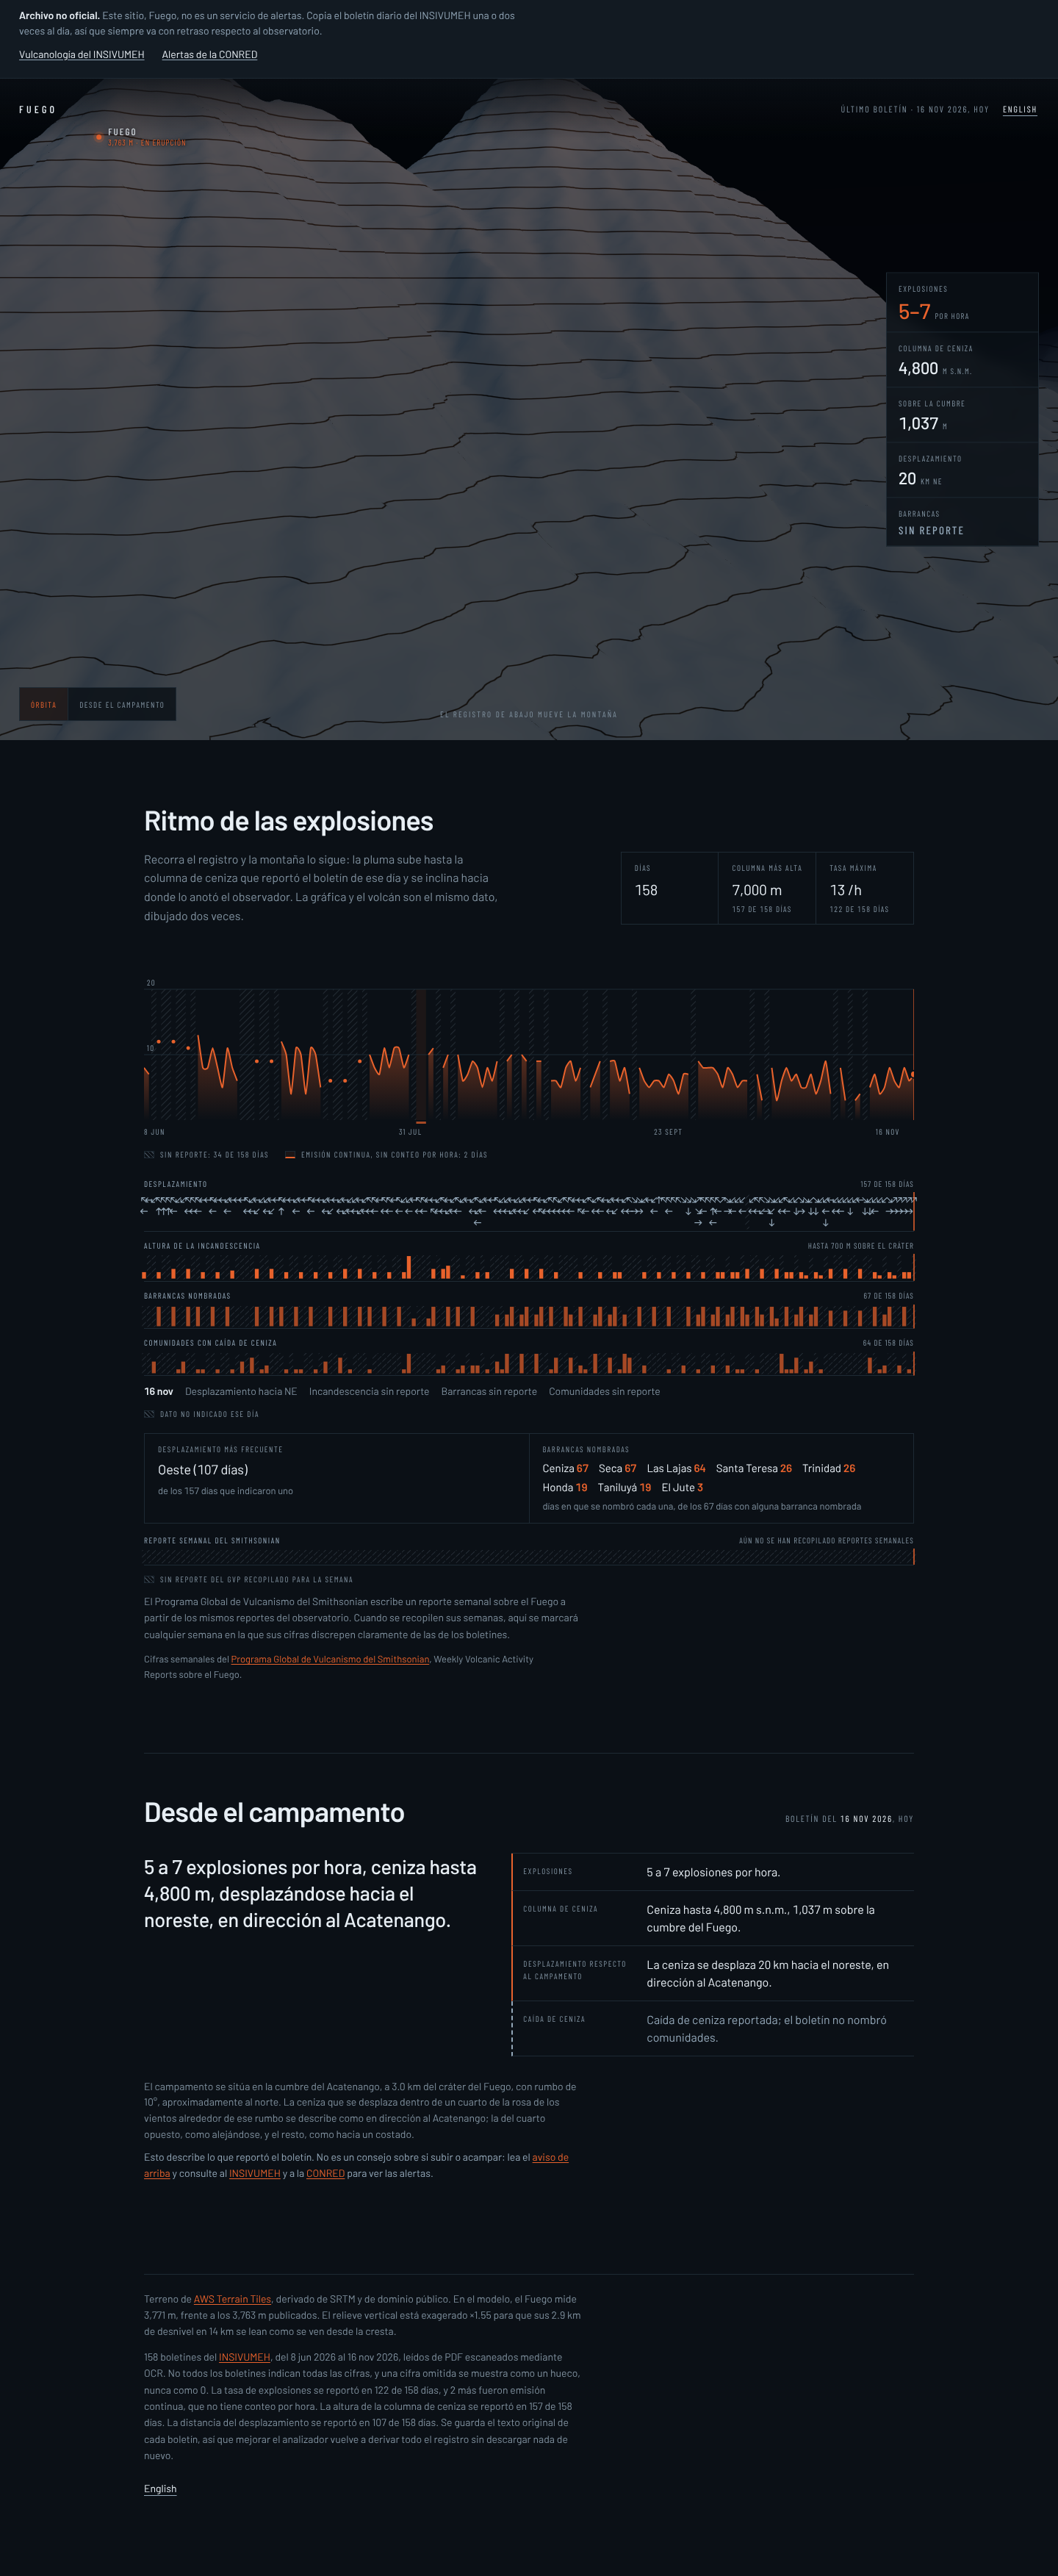 Archivo no oficial. Este sitio, Fuego, no es un servicio de alertas. Copia el boletín diario del INSIVUMEH una o dos
veces al día, así que siempre va con retraso respecto al observatorio.
Vulcanología del INSIVUMEH Alertas de la CONRED
FUEGO
ÚLTIMO BOLETÍN · 16 NOV 2026, HOY ENGLISH
FUEGO
3,763 M · EN ERUPCIÓN
EXPLOSIONES
5–7 POR HORA
COLUMNA DE CENIZA
4,800 M S.N.M.
SOBRE LA CUMBRE
1,037 M
DESPLAZAMIENTO
20 KM NE
BARRANCAS
SIN REPORTE
ÓRBITA DESDE EL CAMPAMENTO
EL REGISTRO DE ABAJO MUEVE LA MONTAÑA
Ritmo de las explosiones
Recorra el registro y la montaña lo sigue: la pluma sube hasta la
columna de ceniza que reportó el boletín de ese día y se inclina hacia
donde lo anotó el observador. La gráfica y el volcán son el mismo dato,
dibujado dos veces.
DÍAS
158
COLUMNA MÁS ALTA
7,000 m
157 DE 158 DÍAS
TASA MÁXIMA
13 /h
122 DE 158 DÍAS
20
10
8 JUN 31 JUL 23 SEPT 16 NOV
SIN REPORTE: 34 DE 158 DÍAS EMISIÓN CONTINUA, SIN CONTEO POR HORA: 2 DÍAS
DESPLAZAMIENTO 157 DE 158 DÍAS
ALTURA DE LA INCANDESCENCIA HASTA 700 M SOBRE EL CRÁTER
BARRANCAS NOMBRADAS 67 DE 158 DÍAS
COMUNIDADES CON CAÍDA DE CENIZA 64 DE 158 DÍAS
16 nov Desplazamiento hacia NE Incandescencia sin reporte Barrancas sin reporte Comunidades sin reporte
DATO NO INDICADO ESE DÍA
DESPLAZAMIENTO MÁS FRECUENTE
Oeste (107 días)
de los 157 días que indicaron uno
BARRANCAS NOMBRADAS
Ceniza 67 Seca 67 Las Lajas 64 Santa Teresa 26 Trinidad 26
Honda 19 Taniluyá 19 El Jute 3
días en que se nombró cada una, de los 67 días con alguna barranca nombrada
REPORTE SEMANAL DEL SMITHSONIAN AÚN NO SE HAN RECOPILADO REPORTES SEMANALES
SIN REPORTE DEL GVP RECOPILADO PARA LA SEMANA
El Programa Global de Vulcanismo del Smithsonian escribe un reporte semanal sobre el Fuego a
partir de los mismos reportes del observatorio. Cuando se recopilen sus semanas, aquí se marcará
cualquier semana en la que sus cifras discrepen claramente de las de los boletines.
Cifras semanales del Programa Global de Vulcanismo del Smithsonian, Weekly Volcanic Activity
Reports sobre el Fuego.
Desde el campamento
BOLETÍN DEL 16 NOV 2026, HOY
5 a 7 explosiones por hora, ceniza hasta
4,800 m, desplazándose hacia el
noreste, en dirección al Acatenango.
EXPLOSIONES
5 a 7 explosiones por hora.
COLUMNA DE CENIZA
Ceniza hasta 4,800 m s.n.m., 1,037 m sobre la
cumbre del Fuego.
DESPLAZAMIENTO RESPECTO
AL CAMPAMENTO
La ceniza se desplaza 20 km hacia el noreste, en
dirección al Acatenango.
CAÍDA DE CENIZA
Caída de ceniza reportada; el boletín no nombró
comunidades.
El campamento se sitúa en la cumbre del Acatenango, a 3.0 km del cráter del Fuego, con rumbo de
10°, aproximadamente al norte. La ceniza que se desplaza dentro de un cuarto de la rosa de los
vientos alrededor de ese rumbo se describe como en dirección al Acatenango; la del cuarto
opuesto, como alejándose, y el resto, como hacia un costado.
Esto describe lo que reportó el boletín. No es un consejo sobre si subir o acampar: lea el aviso de
arriba y consulte al INSIVUMEH y a la CONRED para ver las alertas.
Terreno de AWS Terrain Tiles, derivado de SRTM y de dominio público. En el modelo, el Fuego mide
3,771 m, frente a los 3,763 m publicados. El relieve vertical está exagerado ×1.55 para que sus 2.9 km
de desnivel en 14 km se lean como se ven desde la cresta.
158 boletines del INSIVUMEH, del 8 jun 2026 al 16 nov 2026, leídos de PDF escaneados mediante
OCR. No todos los boletines indican todas las cifras, y una cifra omitida se muestra como un hueco,
nunca como 0. La tasa de explosiones se reportó en 122 de 158 días, y 2 más fueron emisión
continua, que no tiene conteo por hora. La altura de la columna de ceniza se reportó en 157 de 158
días. La distancia del desplazamiento se reportó en 107 de 158 días. Se guarda el texto original de
cada boletín, así que mejorar el analizador vuelve a derivar todo el registro sin descargar nada de
nuevo.
English